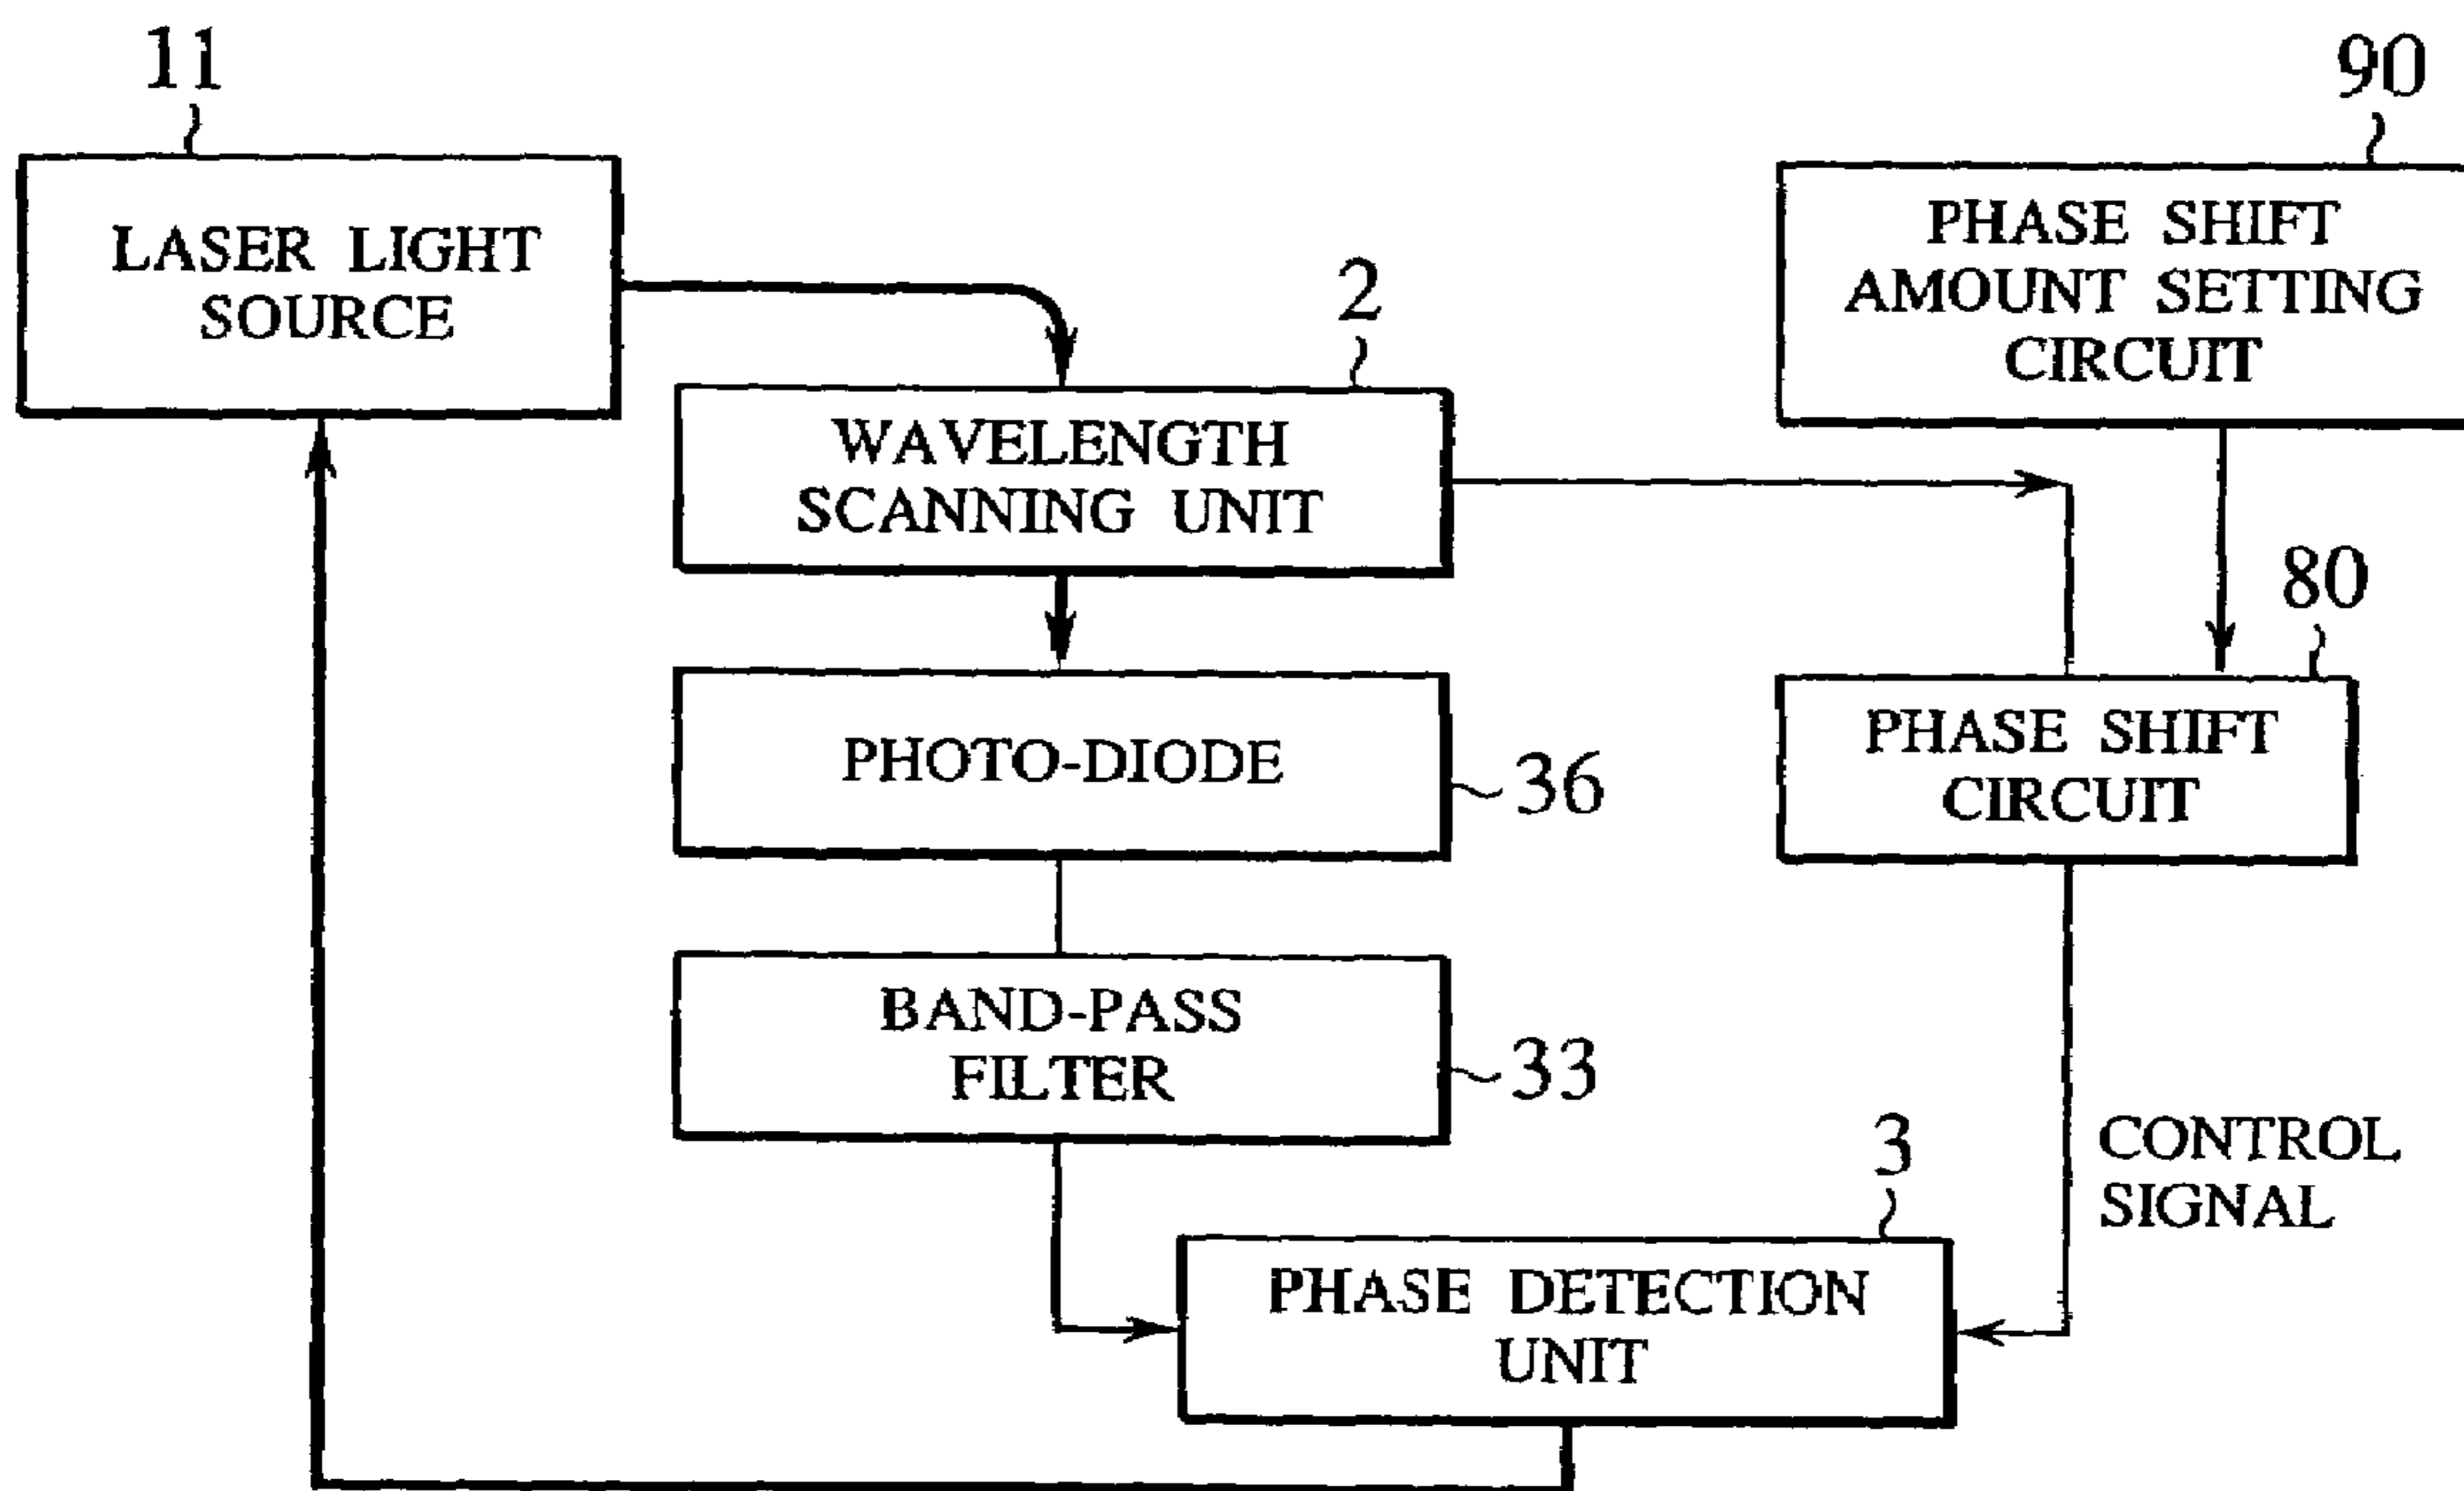 11
LASER LIGHT
SOURCE
90
PHASE SHIFT
AMOUNT SETTING
CIRCUIT
2
WAVELENGTH
SCANNING UNIT
80
PHASE SHIFT
CIRCUIT
PHOTO-DIODE
36
BAND-PASS
FILTER
33
CONTROL
SIGNAL
3
PHASE DETECTION
UNIT